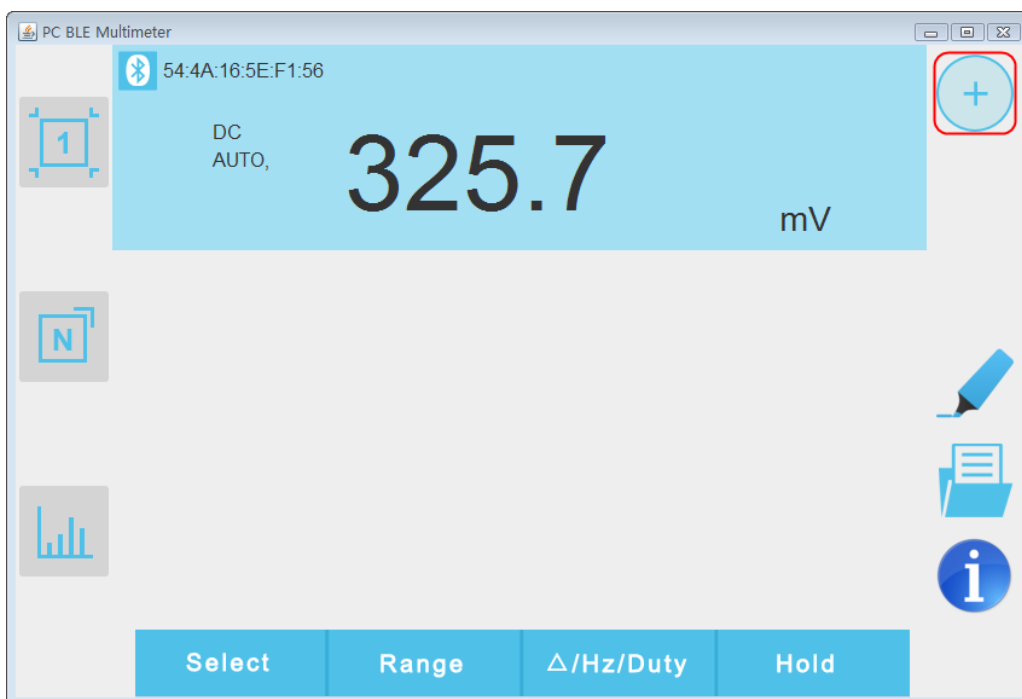 PC BLE Multimeter
54:4A:16:5E:F1:56
DC
AUTO,
325.7
mV
1
N
i
Select
Range
△/Hz/Duty
Hold